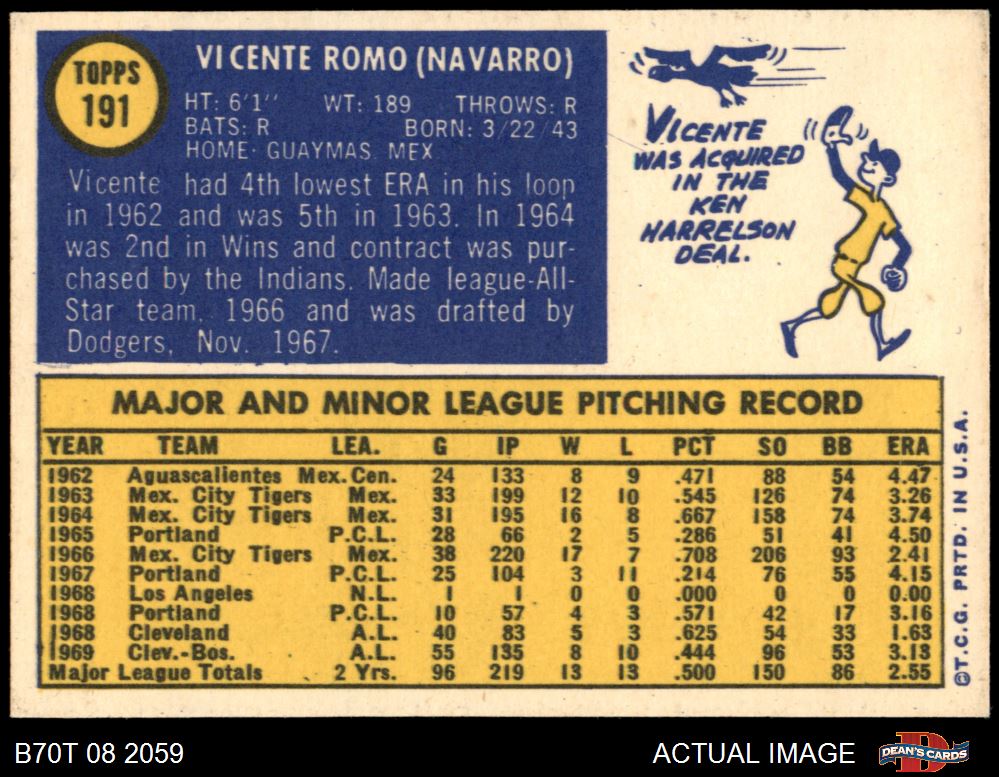 TOPPS
191
VICENTE ROMO (NAVARRO)
HT: 6'1'' WT: 189 THROWS: R
BATS: R BORN: 3/22/43
HOME: GUAYMAS, MEX
Vicente had 4th lowest ERA in his loop
in 1962 and was 5th in 1963. In 1964
was 2nd in Wins and contract was pur-
chased by the Indians. Made league-All-
Star team, 1966 and was drafted by
Dodgers, Nov. 1967.
VICENTE
WAS ACQUIRED
IN THE
KEN
HARRELSON
DEAL.
MAJOR AND MINOR LEAGUE PITCHING RECORD
YEAR TEAM LEA. G IP W L PCT SO BB ERA
1962 Aguascalientes Mex. Cen. 24 133 8 9 .471 88 54 4.47
1963 Mex. City Tigers Mex. 33 199 12 10 .545 126 74 3.26
1964 Mex. City Tigers Mex. 31 195 16 8 .667 158 74 3.74
1965 Portland P.C.L. 28 66 2 5 .286 51 41 4.50
1966 Mex. City Tigers Mex. 38 220 17 7 .708 206 93 2.41
1967 Portland P.C.L. 25 104 3 11 .214 76 55 4.15
1968 Los Angeles N.L. 1 1 0 0 .000 0 0 0.00
1968 Portland P.C.L. 10 57 4 3 .571 42 17 3.16
1968 Cleveland A.L. 40 83 5 3 .625 54 33 1.63
1969 Clev.-Bos. A.L. 55 135 8 10 .444 96 53 3.13
Major League Totals 2 Yrs. 96 219 13 13 .500 150 86 2.55
©T.C.G. PRTD. IN U.S.A.
B70T 08 2059
ACTUAL IMAGE
D
DEAN'S CARDS